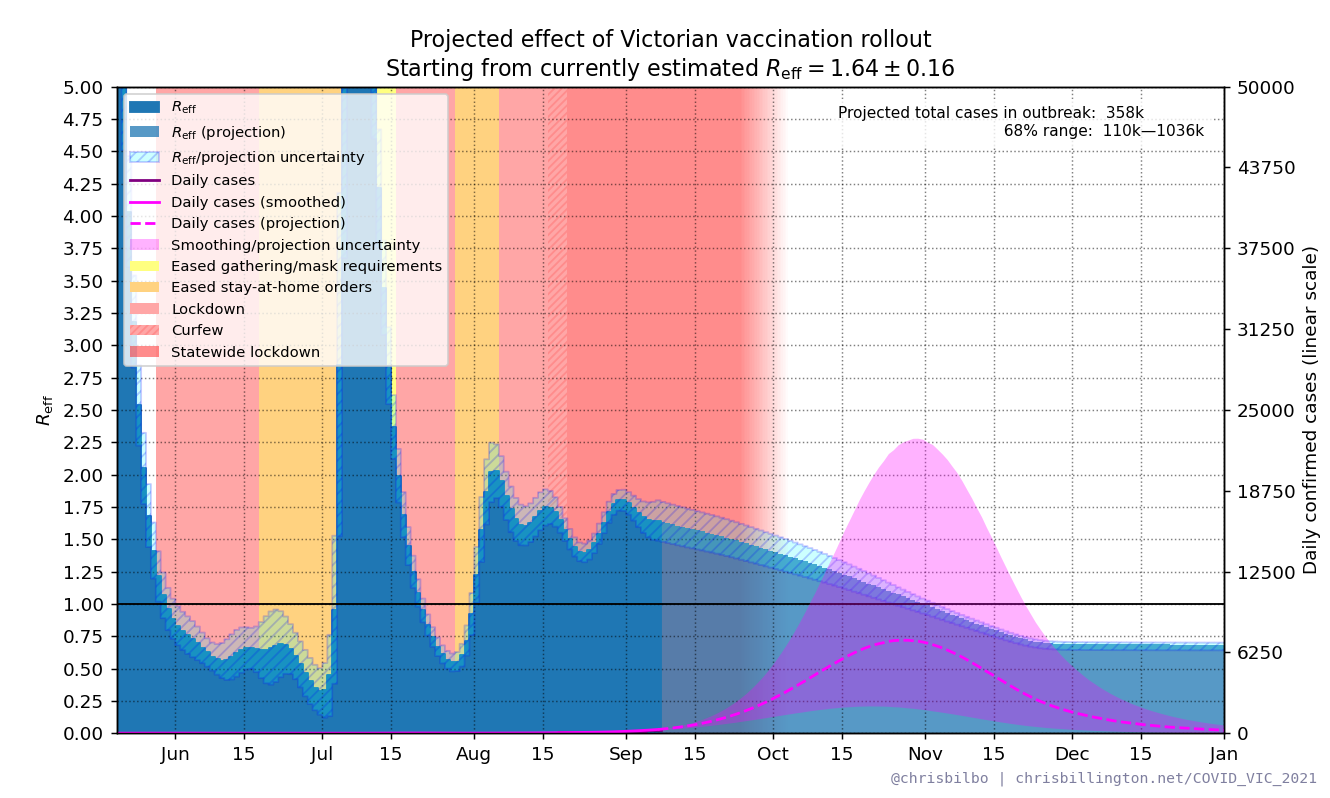 Projected effect of Victorian vaccination rollout
Starting from currently estimated Reff = 1.64 ± 0.16
Projected total cases in outbreak: 358k
68% range: 110k—1036k
Reff
Reff (projection)
Reff/projection uncertainty
Daily cases
Daily cases (smoothed)
Daily cases (projection)
Smoothing/projection uncertainty
Eased gathering/mask requirements
Eased stay-at-home orders
Lockdown
Curfew
Statewide lockdown
Reff
5.00
4.75
4.50
4.25
4.00
3.75
3.50
3.25
3.00
2.75
2.50
2.25
2.00
1.75
1.50
1.25
1.00
0.75
0.50
0.25
0.00
50000
43750
37500
31250
25000
18750
12500
6250
0
Daily confirmed cases (linear scale)
Jun 15 Jul 15 Aug 15 Sep 15 Oct 15 Nov 15 Dec 15 Jan
@chrisbilbo | chrisbillington.net/COVID_VIC_2021